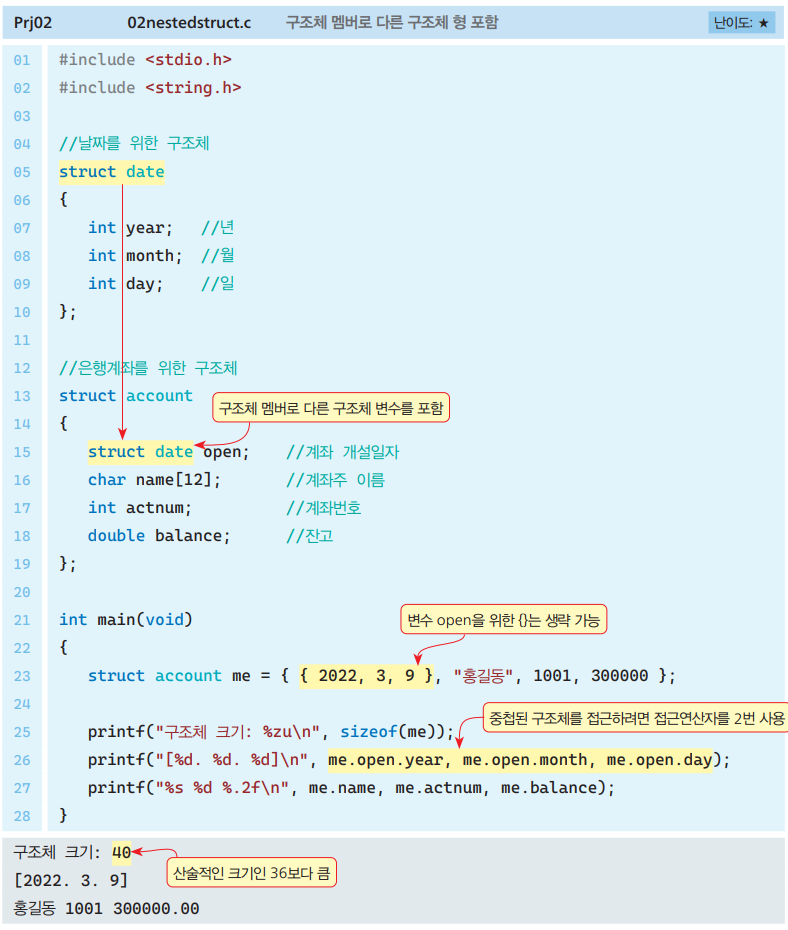 Prj02 02nestedstruct.c 구조체 멤버로 다른 구조체 형 포함 난이도: ★
01 #include <stdio.h>
02 #include <string.h>
03
04 //날짜를 위한 구조체
05 struct date
06 {
07 int year; //년
08 int month; //월
09 int day; //일
10 };
11
12 //은행계좌를 위한 구조체
13 struct account
구조체 멤버로 다른 구조체 변수를 포함
14 {
15 struct date open; //계좌 개설일자
16 char name[12]; //계좌주 이름
17 int actnum; //계좌번호
18 double balance; //잔고
19 };
20
21 int main(void)
변수 open을 위한 {}는 생략 가능
22 {
23 struct account me = { { 2022, 3, 9 }, "홍길동", 1001, 300000 };
24
중첩된 구조체를 접근하려면 접근연산자를 2번 사용
25 printf("구조체 크기: %zu\n", sizeof(me));
26 printf("[%d. %d. %d]\n", me.open.year, me.open.month, me.open.day);
27 printf("%s %d %.2f\n", me.name, me.actnum, me.balance);
28 }
구조체 크기: 40
산술적인 크기인 36보다 큼
[2022. 3. 9]
홍길동 1001 300000.00